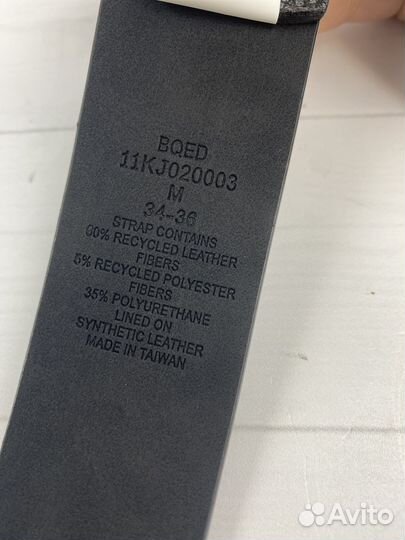 BQED
11KJ020003
M
34-36
STRAP CONTAINS
60% RECYCLED LEATHER
FIBERS
5% RECYCLED POLYESTER
FIBERS
35% POLYURETHANE
LINED ON
SYNTHETIC LEATHER
MADE IN TAIWAN
Avito